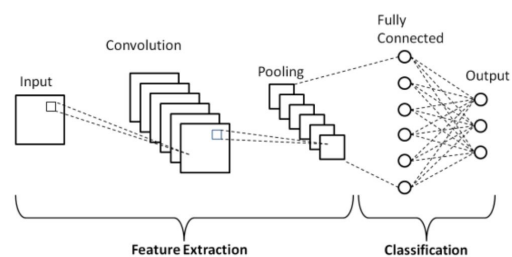 Input
Convolution
Pooling
Fully
Connected
Output
Feature Extraction
Classification